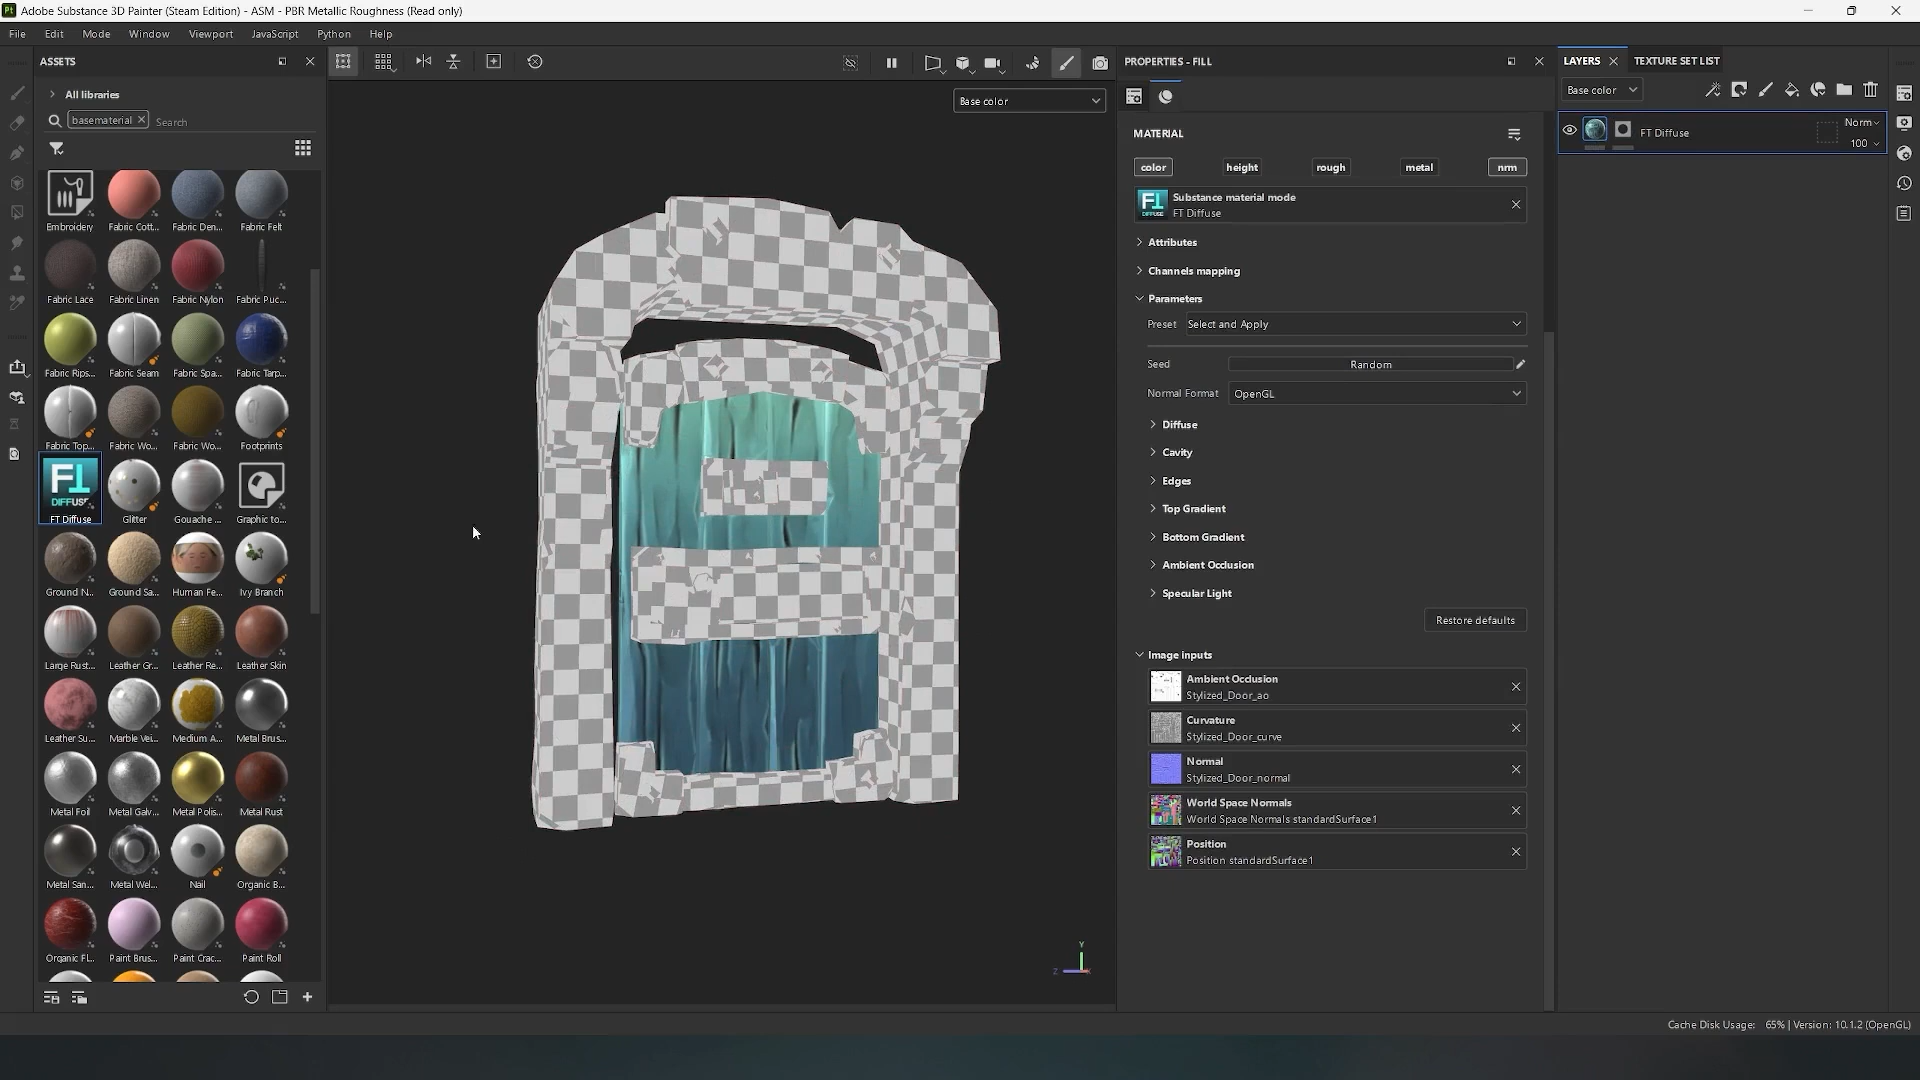 Pt Adobe Substance 3D Painter (Steam Edition) - ASM - PBR Metallic Roughness (Read only)
File Edit Mode Window Viewport JavaScript Python Help
ASSETS
All libraries
basematerial Search
Embroidery Fabric Cott... Fabric Den... Fabric Felt
Fabric Lace Fabric Linen Fabric Nylon Fabric Puc...
Fabric Rips... Fabric Seam Fabric Spa... Fabric Tarp...
Fabric Top... Fabric Wo... Fabric Wo... Footprints
FT DIFFUSE
FT Diffuse Glitter Gouache ... Graphic to...
Ground N... Ground Sa... Human Fe... Ivy Branch
Large Rust... Leather Gr... Leather Re... Leather Skin
Leather Su... Marble Vei... Medium A... Metal Brus...
Metal Foil Metal Galv... Metal Polis... Metal Rust
Metal San... Metal Wel... Nail Organic B...
Organic Fl... Paint Brus... Paint Crac... Paint Roll
Base color
Y
Z
PROPERTIES - FILL
MATERIAL
color height rough metal nrm
FT DIFFUSE
Substance material mode
FT Diffuse
Attributes
Channels mapping
Parameters
Preset Select and Apply
Seed Random
Normal Format OpenGL
Diffuse
Cavity
Edges
Top Gradient
Bottom Gradient
Ambient Occlusion
Specular Light
Restore defaults
Image inputs
Ambient Occlusion
Stylized_Door_ao
Curvature
Stylized_Door_curve
Normal
Stylized_Door_normal
World Space Normals
World Space Normals standardSurface1
Position
Position standardSurface1
LAYERS TEXTURE SET LIST
Base color
FT Diffuse
Norm
100
Cache Disk Usage: 65% | Version: 10.1.2 (OpenGL)